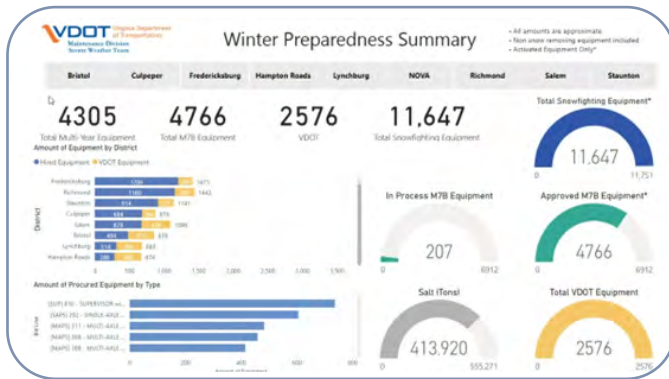 VDOT Virginia Department of Transportation
Maintenance Division
Severe Weather Team
Winter Preparedness Summary
• All amounts are approximate
• Non snow removing equipment included
• Activated Equipment Only*
Bristol Culpeper Fredericksburg Hampton Roads Lynchburg NOVA Richmond Salem Staunton
4305 4766 2576 11,647
Total Multi-Year Equipment Total M7B Equipment VDOT Total Snowfighting Equipment
Total Snowfighting Equipment*
11,647
0 11,751
Amount of Equipment by District
Hired Equipment VDOT Equipment
District
Fredericksburg
Richmond
Staunton
Culpeper
Salem
Bristol
Lynchburg
Hampton Roads
0 500 1,000 1,500 2,000 2,500 3,000 3,500
In Process M7B Equipment
207
0 6912
Approved M7B Equipment*
4766
0 6912
Amount of Procured Equipment by Type
0 200 400 600 800
Amount of Equipment
Salt (Tons)
413,920
0 555,271
Total VDOT Equipment
2576
0 2576